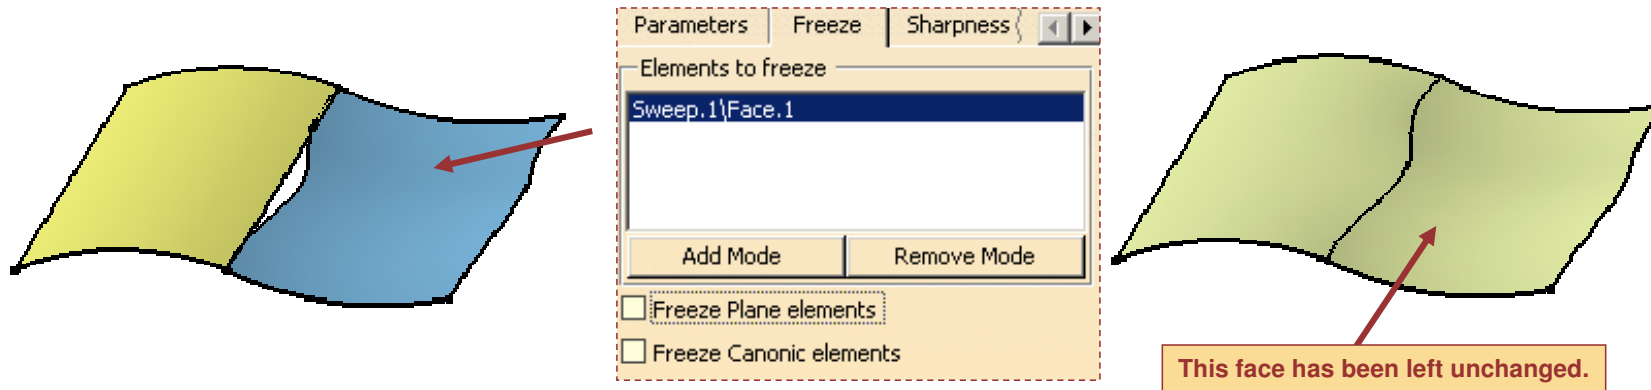 Parameters Freeze Sharpness
Elements to freeze
Sweep.1\Face.1
Add Mode Remove Mode
Freeze Plane elements
Freeze Canonic elements
This face has been left unchanged.